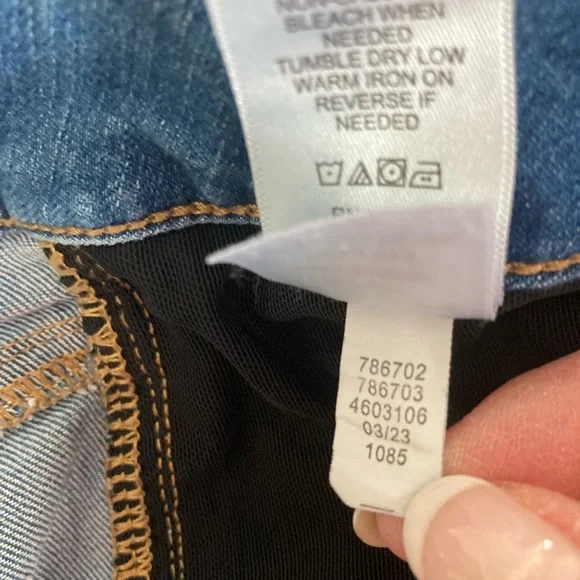 BLEACH WHEN
NEEDED
TUMBLE DRY LOW
WARM IRON ON
REVERSE IF
NEEDED
786702
786703
4603106
03/23
1085